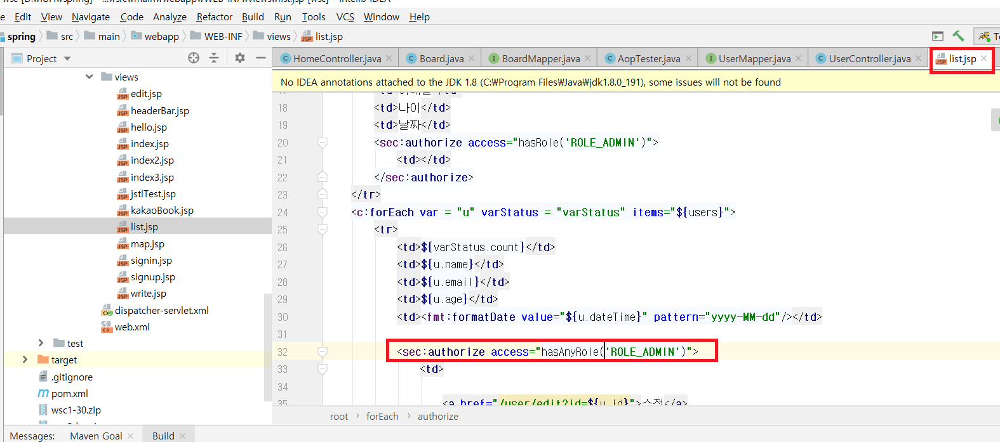 e Edit View Navigate Code Analyze Refactor Build Run Tools VCS Window Help
spring src main webapp WEB-INF views list.jsp
Project
HomeController.java Board.java BoardMapper.java AopTester.java UserMapper.java UserController.java list.jsp
No IDEA annotations attached to the JDK 1.8 (C:₩Program Files₩Java₩jdk1.8.0_191), some issues will not be found
views
edit.jsp
headerBar.jsp
hello.jsp
index.jsp
index2.jsp
index3.jsp
jstlTest.jsp
kakaoBook.jsp
list.jsp
map.jsp
signin.jsp
signup.jsp
write.jsp
dispatcher-servlet.xml
web.xml
test
target
.gitignore
pom.xml
wsc1-30.zip
18 <td>나이</td>
19 <td>날짜</td>
20 <sec:authorize access="hasRole('ROLE_ADMIN')">
21 <td></td>
22 </sec:authorize>
23 </tr>
24 <c:forEach var = "u" varStatus = "varStatus" items="${users}">
25 <tr>
26 <td>${varStatus.count}</td>
27 <td>${u.name}</td>
28 <td>${u.email}</td>
29 <td>${u.age}</td>
30 <td><fmt:formatDate value="${u.dateTime}" pattern="yyyy-MM-dd"/></td>
31
32 <sec:authorize access="hasAnyRole('ROLE_ADMIN')">
33 <td>
34
35 <a href="/user/edit?id=${u.id}">수정</a>
root forEach authorize
Messages: Maven Goal Build